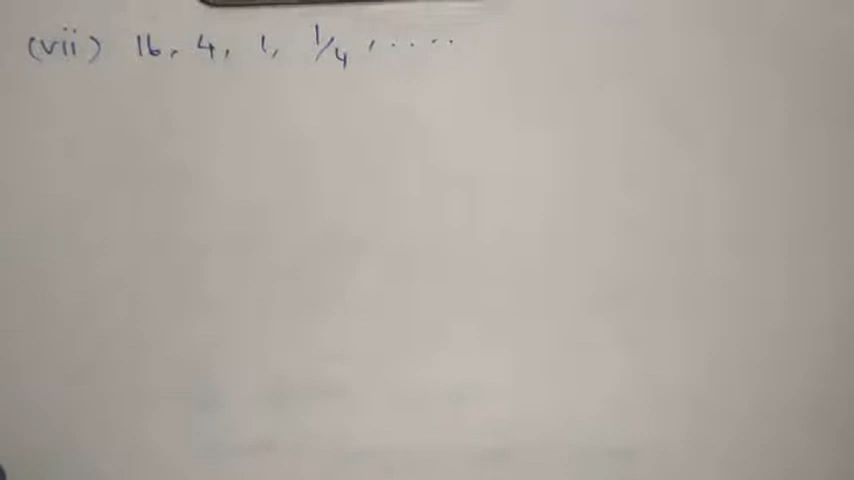 (vii) 16, 4, 1, 1/4, .....